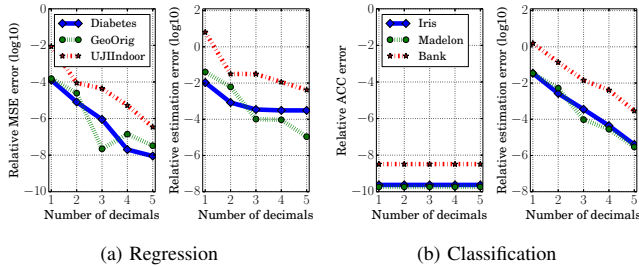 Relative MSE error (log10)
0
−2
−4
−6
−8
−10
Diabetes
GeoOrig
UJIIndoor
1 2 3 4 5
Number of decimals
Relative estimation error (log10)
2
0
−2
−4
−6
−8
1 2 3 4 5
Number of decimals
(a) Regression
Relative ACC error
0
−2
−4
−6
−8
−10
Iris
Madelon
Bank
1 2 3 4 5
Number of decimals
Relative estimation error (log10)
2
0
−2
−4
−6
−8
1 2 3 4 5
Number of decimals
(b) Classification